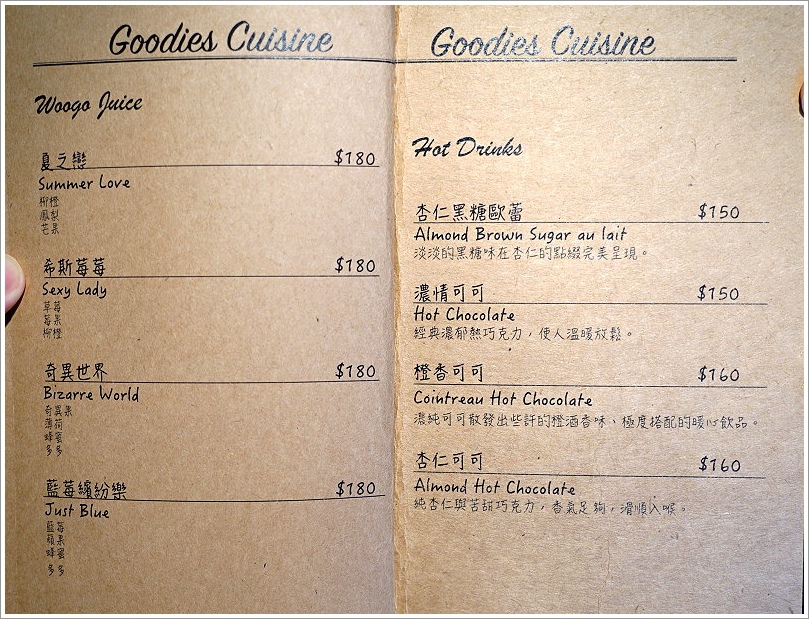 Goodies Cuisine
Woogo Juice
夏之戀 $180
Summer Love
柳橙
鳳梨
芒果
希斯莓莓 $180
Sexy Lady
草莓
莓果
柳橙
奇異世界 $180
Bizarre World
奇異果
薄荷
蜂蜜
多多
藍莓繽紛樂 $180
Just Blue
藍莓
蘋果
蜂蜜
多多
Goodies Cuisine
Hot Drinks
杏仁黑糖歐蕾 $150
Almond Brown Sugar au lait
淡淡的黑糖味在杏仁的點綴完美呈現。
濃情可可 $150
Hot Chocolate
經典濃郁熱巧克力，使人溫暖放鬆。
橙香可可 $160
Cointreau Hot Chocolate
濃純可可散發出些許的橙酒香味、極度搭配的暖心飲品。
杏仁可可 $160
Almond Hot Chocolate
純杏仁與苦甜巧克力，香氣足夠，滑順入喉。